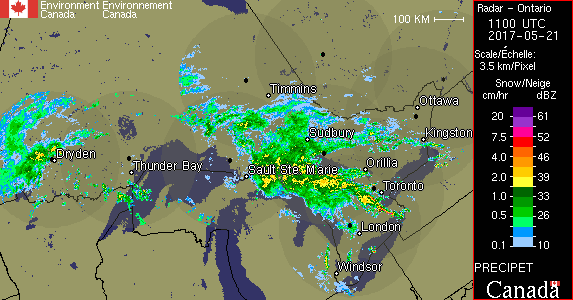 Environment Environnement
Canada Canada
100 KM
Timmins
Ottawa
Sudbury
Kingston
Dryden
Thunder Bay
Sault Ste. Marie
Orillia
Toronto
London
Windsor
Radar - Ontario
1100 UTC
2017-05-21
Scale/Échelle:
3.5 km/Pixel
Snow/Neige
cm/hr dBZ
20 61
7.5 52
4.0 46
2.0 39
1.0 33
0.5 26
0.1 10
PRECIPET
Canada